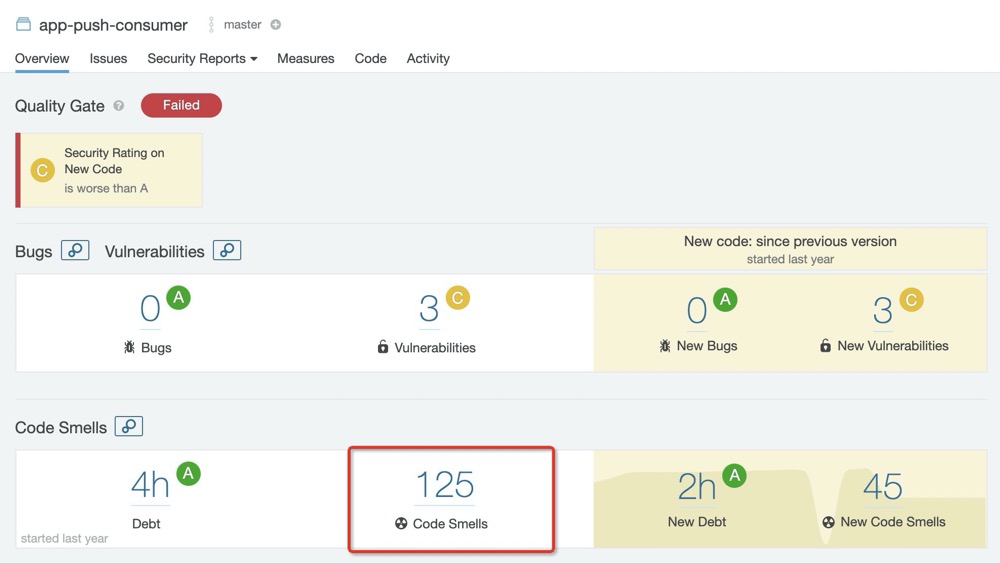 app-push-consumer
master
Overview Issues Security Reports Measures Code Activity
Quality Gate ? Failed
C
Security Rating on
New Code
is worse than A
Bugs Vulnerabilities
New code: since previous version
started last year
0 A 3 C 0 A 3 C
Bugs Vulnerabilities New Bugs New Vulnerabilities
Code Smells
4h A 125 2h A 45
Debt Code Smells New Debt New Code Smells
started last year